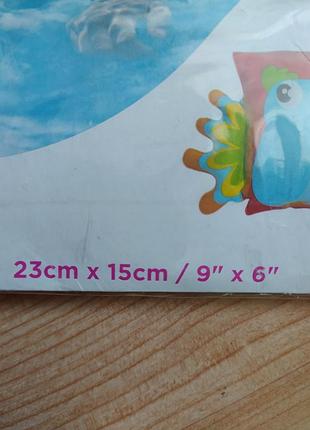 23cm x 15cm / 9" x 6"